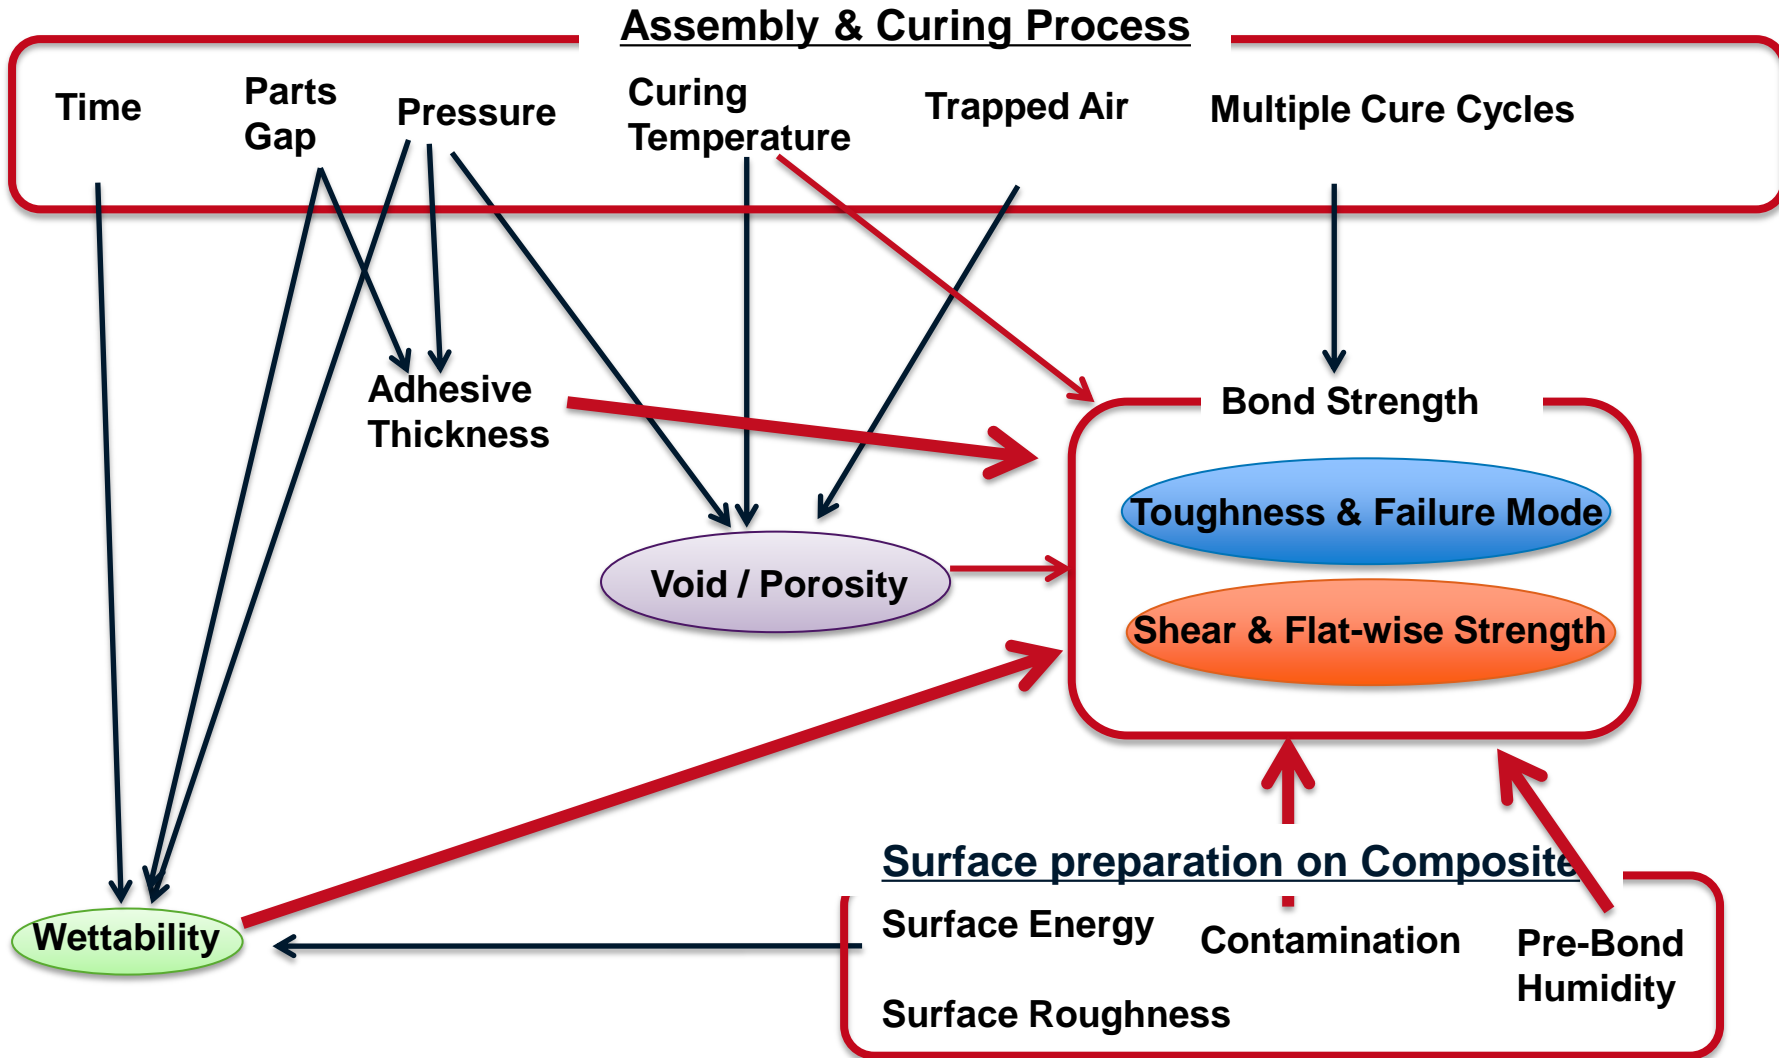 Assembly & Curing Process
Time
Parts
Gap
Pressure
Curing
Temperature
Trapped Air
Multiple Cure Cycles
Adhesive
Thickness
Bond Strength
Toughness & Failure Mode
Void / Porosity
Shear & Flat-wise Strength
Surface preparation on Composite
Wettability
Surface Energy
Contamination
Pre-Bond
Humidity
Surface Roughness